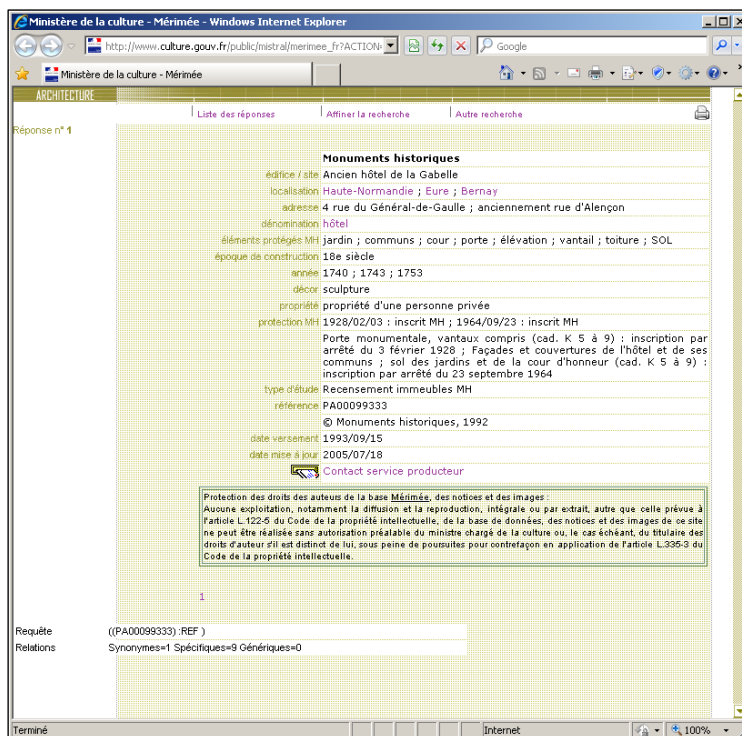 Ministère de la culture - Mérimée - Windows Internet Explorer
http://www.culture.gouv.fr/public/mistral/merimee_fr?ACTION=
Google
Ministère de la culture - Mérimée
ARCHITECTURE
Liste des réponses
Affiner la recherche
Autre recherche
Réponse n° 1
Monuments historiques
édifice / site Ancien hôtel de la Gabelle
localisation Haute-Normandie ; Eure ; Bernay
adresse 4 rue du Général-de-Gaulle ; anciennement rue d'Alençon
dénomination hôtel
éléments protégés MH jardin ; communs ; cour ; porte ; élévation ; vantail ; toiture ; SOL
époque de construction 18e siècle
année 1740 ; 1743 ; 1753
décor sculpture
propriété propriété d'une personne privée
protection MH 1928/02/03 : inscrit MH ; 1964/09/23 : inscrit MH
Porte monumentale, vantaux compris (cad. K 5 à 9) : inscription par
arrêté du 3 février 1928 ; Façades et couvertures de l'hôtel et de ses
communs ; sol des jardins et de la cour d'honneur (cad. K 5 à 9) :
inscription par arrêté du 23 septembre 1964
type d'étude Recensement immeubles MH
référence PA00099333
© Monuments historiques, 1992
date versement 1993/09/15
date mise à jour 2005/07/18
Contact service producteur
Protection des droits des auteurs de la base Mérimée, des notices et des images :
Aucune exploitation, notamment la diffusion et la reproduction, intégrale ou par extrait, autre que celle prévue à
l'article L.122-5 du Code de la propriété intellectuelle, de la base de données, des notices et des images de ce site
ne peut être réalisée sans autorisation préalable du ministre chargé de la culture ou, le cas échéant, du titulaire des
droits d'auteur s'il est distinct de lui, sous peine de poursuites pour contrefaçon en application de l'article L.335-3 du
Code de la propriété intellectuelle.
1
Requête ((PA00099333) :REF )
Relations Synonymes=1 Spécifiques=9 Génériques=0
Terminé
Internet
100%